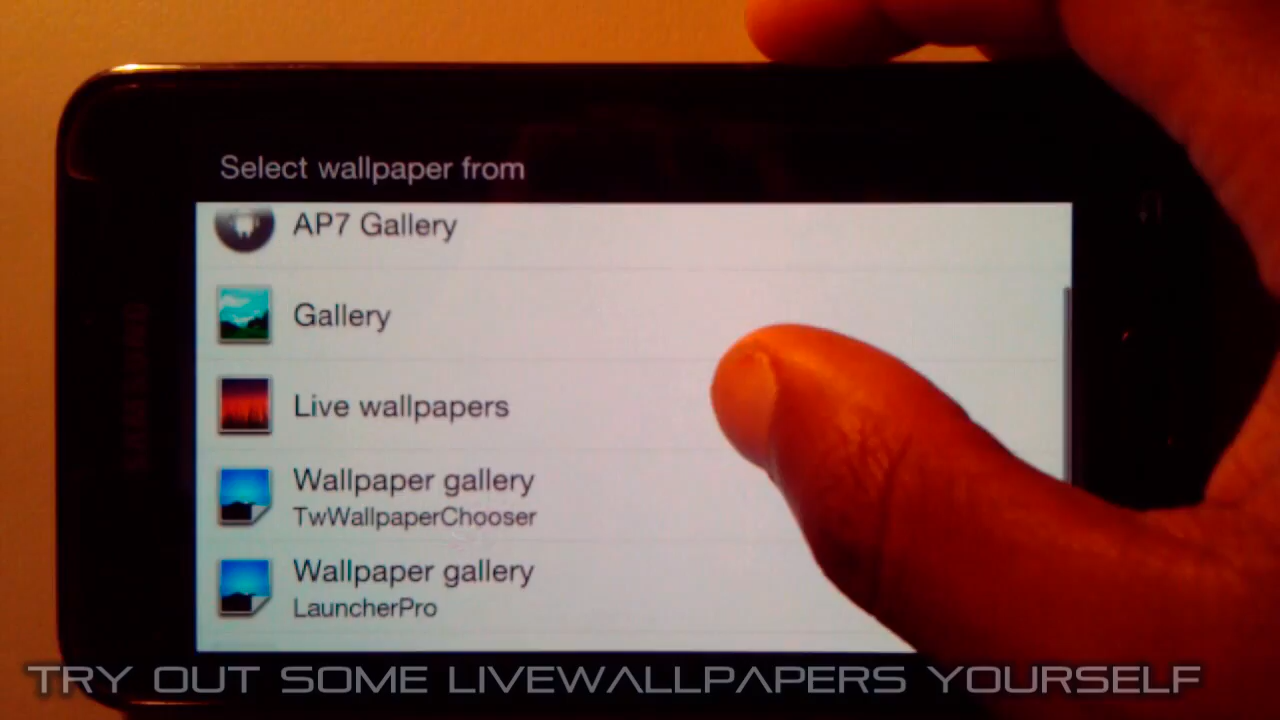 Select wallpaper from
AP7 Gallery
Gallery
Live wallpapers
Wallpaper gallery
TwWallpaperChooser
Wallpaper gallery
LauncherPro
SAMSUNG
TRY OUT SOME LIVEWALLPAPERS YOURSELF